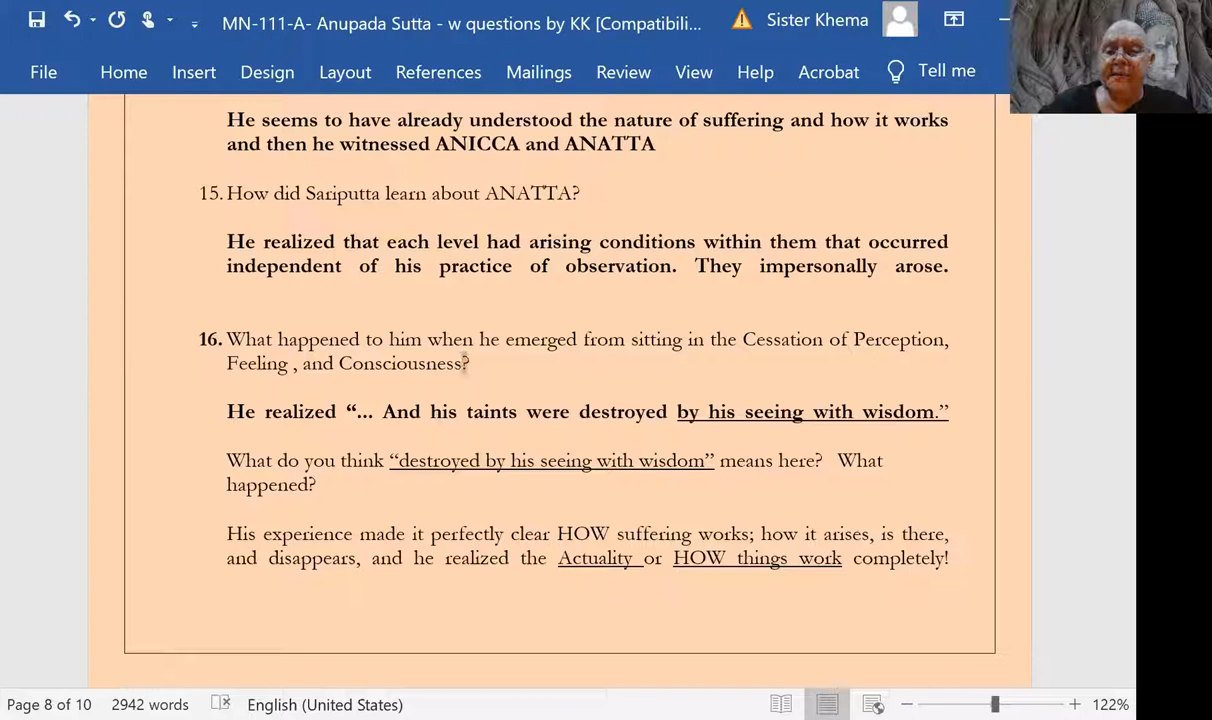 MN-111-A- Anupada Sutta - w questions by KK [Compatibili...
Sister Khema
File Home Insert Design Layout References Mailings Review View Help Acrobat Tell me
He seems to have already understood the nature of suffering and how it works
and then he witnessed ANICCA and ANATTA
15. How did Sariputta learn about ANATTA?
He realized that each level had arising conditions within them that occurred
independent of his practice of observation. They impersonally arose.
16. What happened to him when he emerged from sitting in the Cessation of Perception,
Feeling , and Consciousness?
He realized “... And his taints were destroyed by his seeing with wisdom.”
What do you think “destroyed by his seeing with wisdom” means here? What
happened?
His experience made it perfectly clear HOW suffering works; how it arises, is there,
and disappears, and he realized the Actuality or HOW things work completely!
Page 8 of 10 2942 words English (United States) 122%